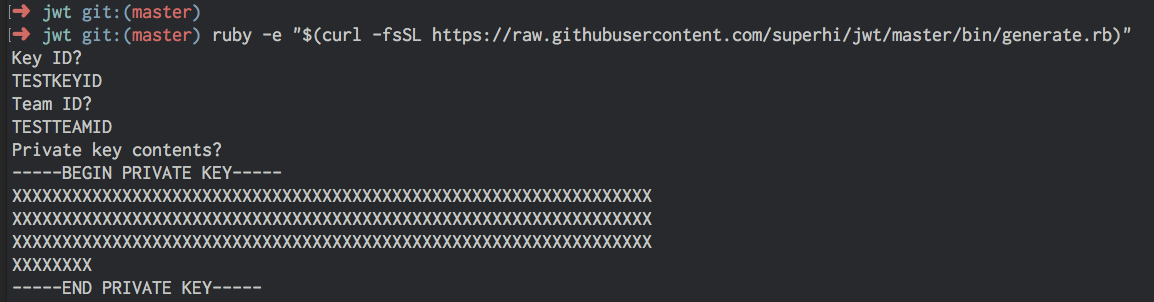 [➜ jwt git:(master)
[➜ jwt git:(master) ruby -e "$(curl -fsSL https://raw.githubusercontent.com/superhi/jwt/master/bin/generate.rb)"
Key ID?
TESTKEYID
Team ID?
TESTTEAMID
Private key contents?
-----BEGIN PRIVATE KEY-----
XXXXXXXXXXXXXXXXXXXXXXXXXXXXXXXXXXXXXXXXXXXXXXXXXXXXXXXXXXXXXXXX
XXXXXXXXXXXXXXXXXXXXXXXXXXXXXXXXXXXXXXXXXXXXXXXXXXXXXXXXXXXXXXXX
XXXXXXXXXXXXXXXXXXXXXXXXXXXXXXXXXXXXXXXXXXXXXXXXXXXXXXXXXXXXXXXX
XXXXXXXX
-----END PRIVATE KEY-----